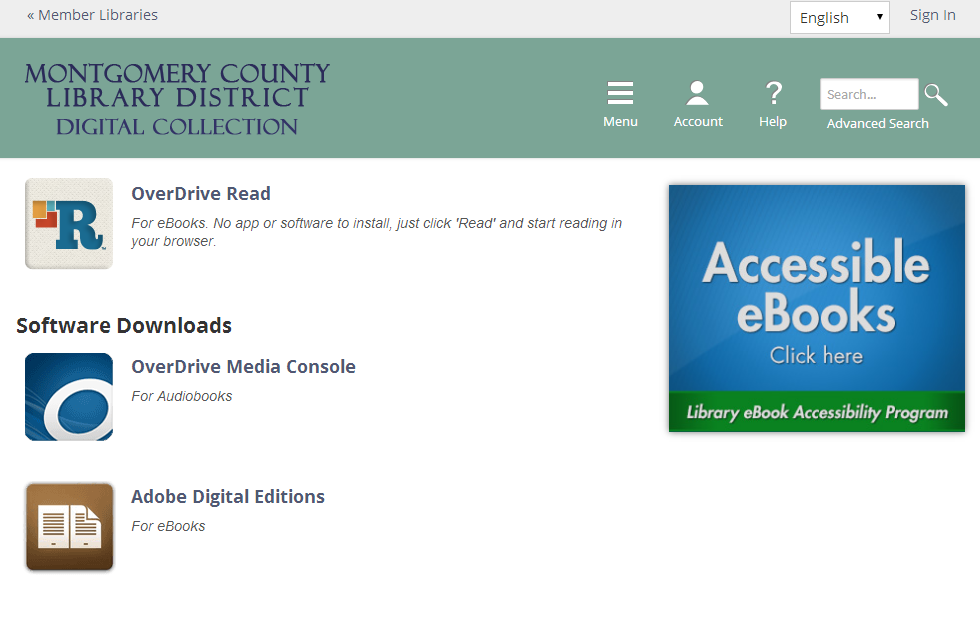 « Member Libraries
English
Sign In
MONTGOMERY COUNTY
LIBRARY DISTRICT
DIGITAL COLLECTION
Menu
Account
Help
Search...
Advanced Search
R
OverDrive Read
For eBooks. No app or software to install, just click 'Read' and start reading in
your browser.
Accessible
eBooks
Click here
Library eBook Accessibility Program
Software Downloads
OverDrive Media Console
For Audiobooks
Adobe Digital Editions
For eBooks